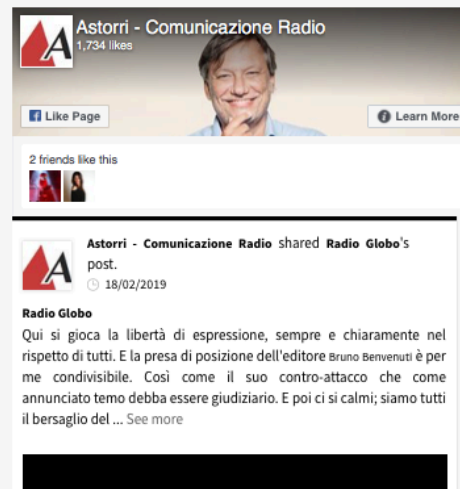 Astorri - Comunicazione Radio
1,734 likes
Like Page
Learn More
2 friends like this
Astorri - Comunicazione Radio shared Radio Globo's
post.
18/02/2019
Radio Globo
Qui si gioca la libertà di espressione, sempre e chiaramente nel
rispetto di tutti. E la presa di posizione dell'editore Bruno Benvenuti è per
me condivisibile. Così come il suo contro-attacco che come
annunciato temo debba essere giudiziario. E poi ci si calmi; siamo tutti
il bersaglio del ... See more